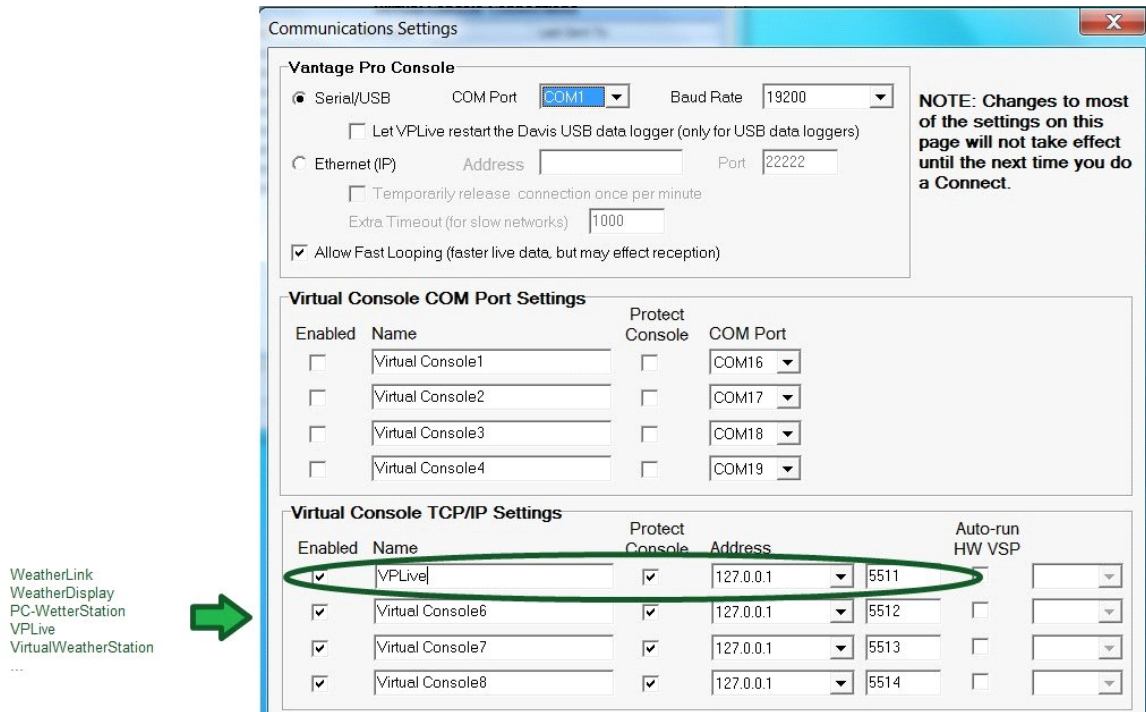 Communications Settings
Vantage Pro Console
Serial/USB COM Port COM1 Baud Rate 19200
Let VPLive restart the Davis USB data logger (only for USB data loggers)
Ethernet (IP) Address Port 22222
Temporarily release connection once per minute
Extra Timeout (for slow networks) 1000
Allow Fast Looping (faster live data, but may effect reception)
NOTE: Changes to most
of the settings on this
page will not take effect
until the next time you do
a Connect.
Virtual Console COM Port Settings
Enabled Name Protect Console COM Port
Virtual Console1 COM16
Virtual Console2 COM17
Virtual Console3 COM18
Virtual Console4 COM19
Virtual Console TCP/IP Settings
Enabled Name Protect Console Address Auto-run HW VSP
VPLive 127.0.0.1 5511
Virtual Console6 127.0.0.1 5512
Virtual Console7 127.0.0.1 5513
Virtual Console8 127.0.0.1 5514
WeatherLink
WeatherDisplay
PC-WetterStation
VPLive
VirtualWeatherStation
...